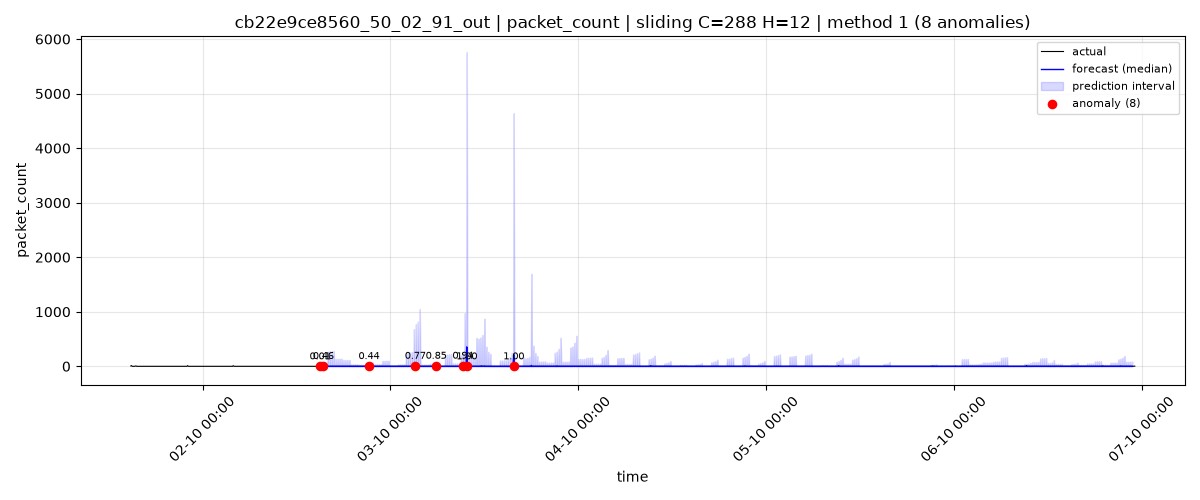 cb22e9ce8560_50_02_91_out | packet_count | sliding C=288 H=12 | method 1 (8 anomalies)
actual
forecast (median)
prediction interval
anomaly (8)
packet_count
6000
5000
4000
3000
2000
1000
0
0.44
0.77
0.85
1.00
02-10 00:00
03-10 00:00
04-10 00:00
05-10 00:00
06-10 00:00
07-10 00:00
time